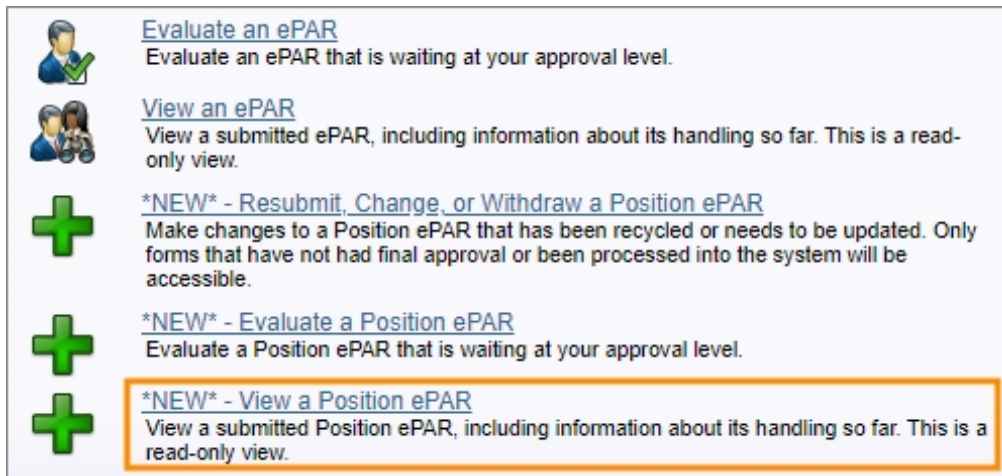 Evaluate an ePAR
Evaluate an ePAR that is waiting at your approval level.
View an ePAR
View a submitted ePAR, including information about its handling so far. This is a read-
only view.
*NEW* - Resubmit, Change, or Withdraw a Position ePAR
Make changes to a Position ePAR that has been recycled or needs to be updated. Only
forms that have not had final approval or been processed into the system will be
accessible.
*NEW* - Evaluate a Position ePAR
Evaluate a Position ePAR that is waiting at your approval level.
*NEW* - View a Position ePAR
View a submitted Position ePAR, including information about its handling so far. This is a
read-only view.